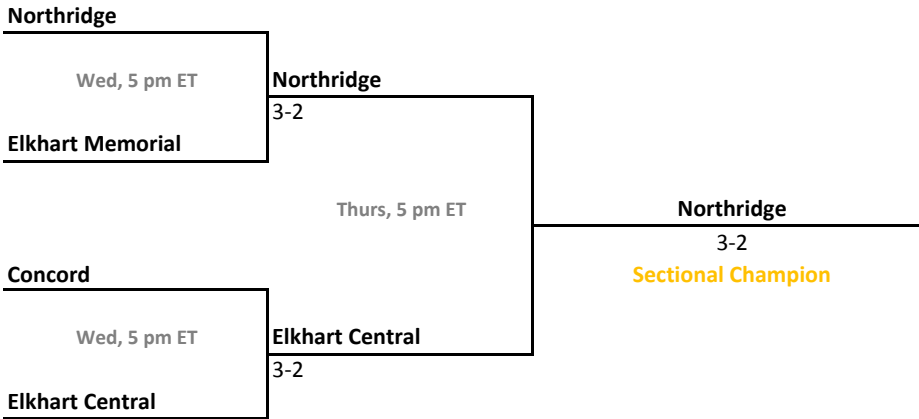 Northridge
Wed, 5 pm ET
Northridge
3-2
Elkhart Memorial
Thurs, 5 pm ET
Northridge
3-2
Sectional Champion
Concord
Wed, 5 pm ET
Elkhart Central
3-2
Elkhart Central